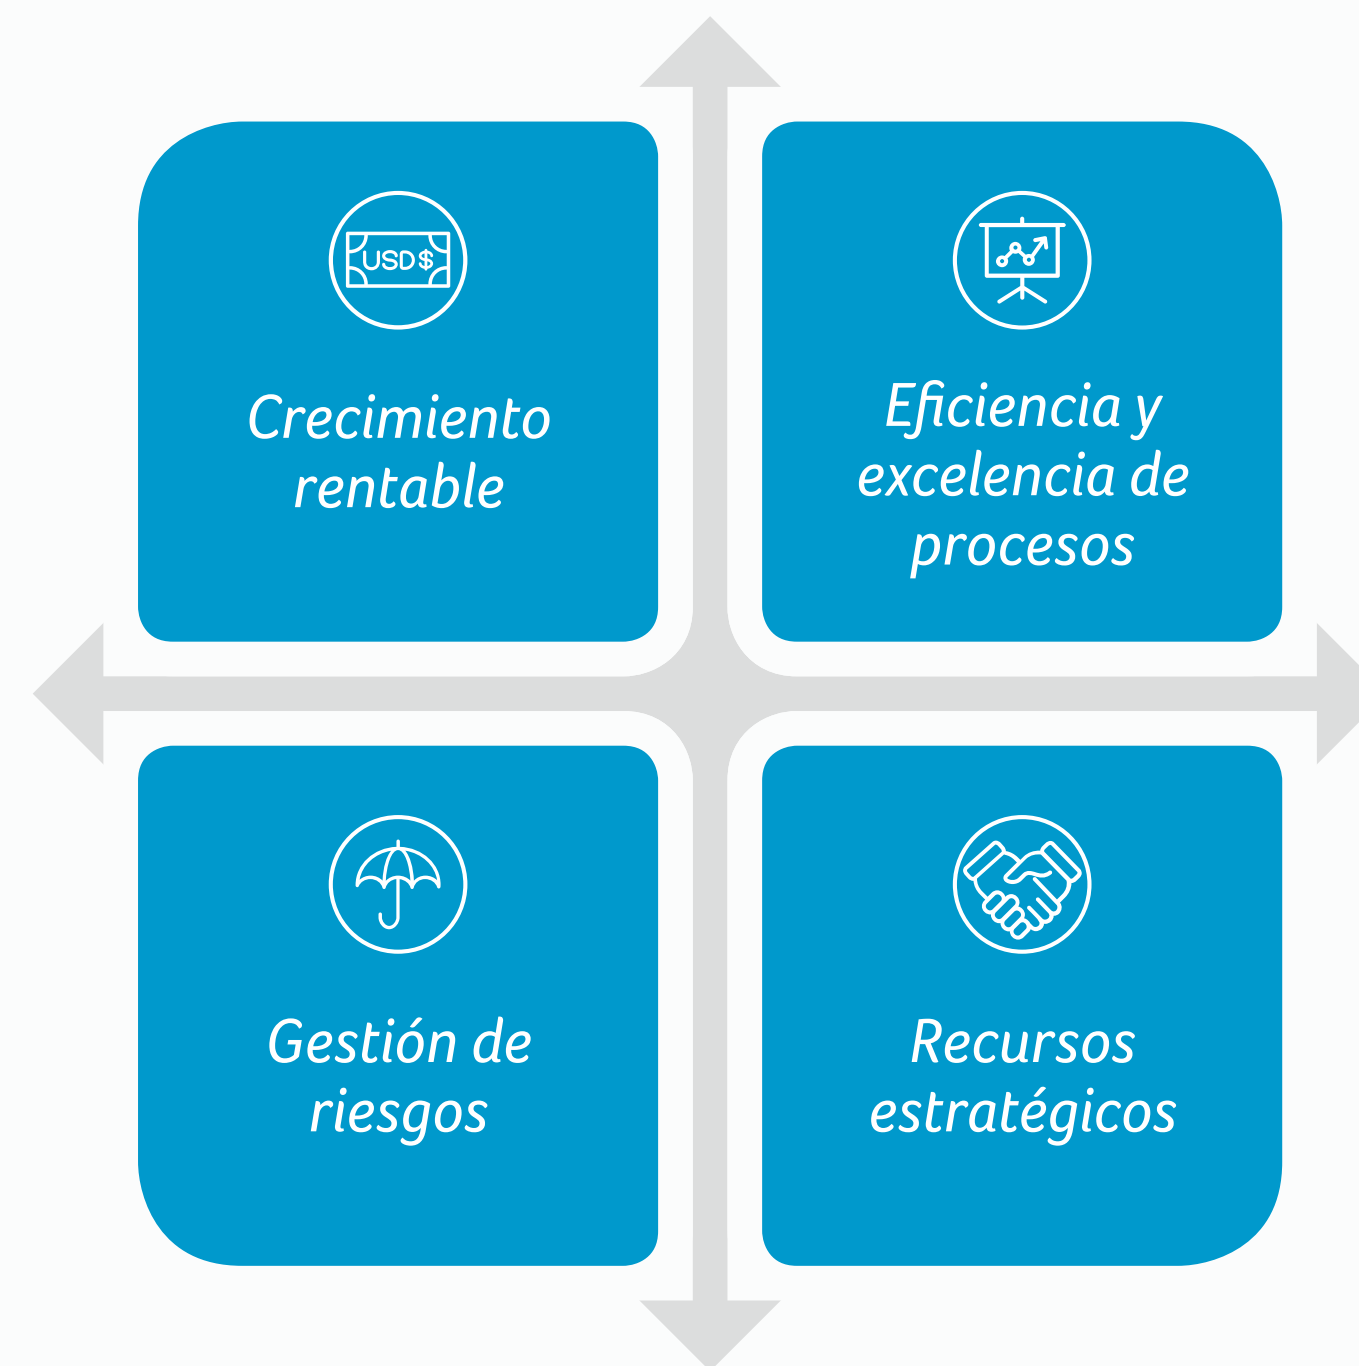 USD$
Crecimiento
rentable
Eficiencia y
excelencia de
procesos
Gestión de
riesgos
Recursos
estratégicos